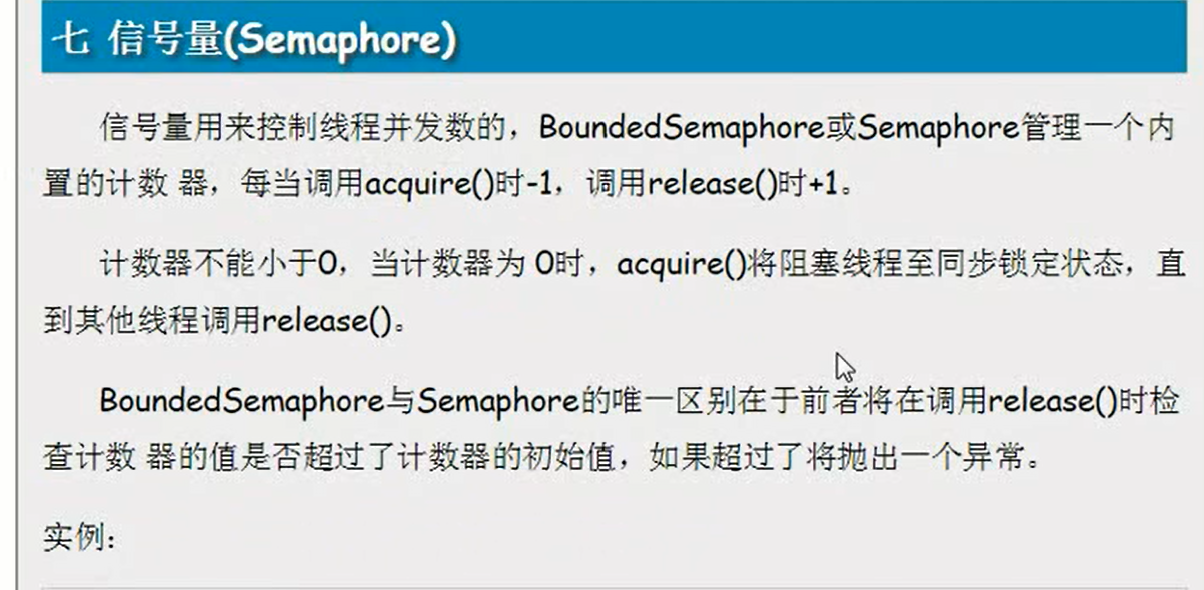 七 信号量(Semaphore)
信号量用来控制线程并发数的，BoundedSemaphore或Semaphore管理一个内
置的计数 器，每当调用acquire()时-1，调用release()时+1。
计数器不能小于0，当计数器为 0时，acquire()将阻塞线程至同步锁定状态，直
到其他线程调用release()。
BoundedSemaphore与Semaphore的唯一区别在于前者将在调用release()时检
查计数 器的值是否超过了计数器的初始值，如果超过了将抛出一个异常。
实例：